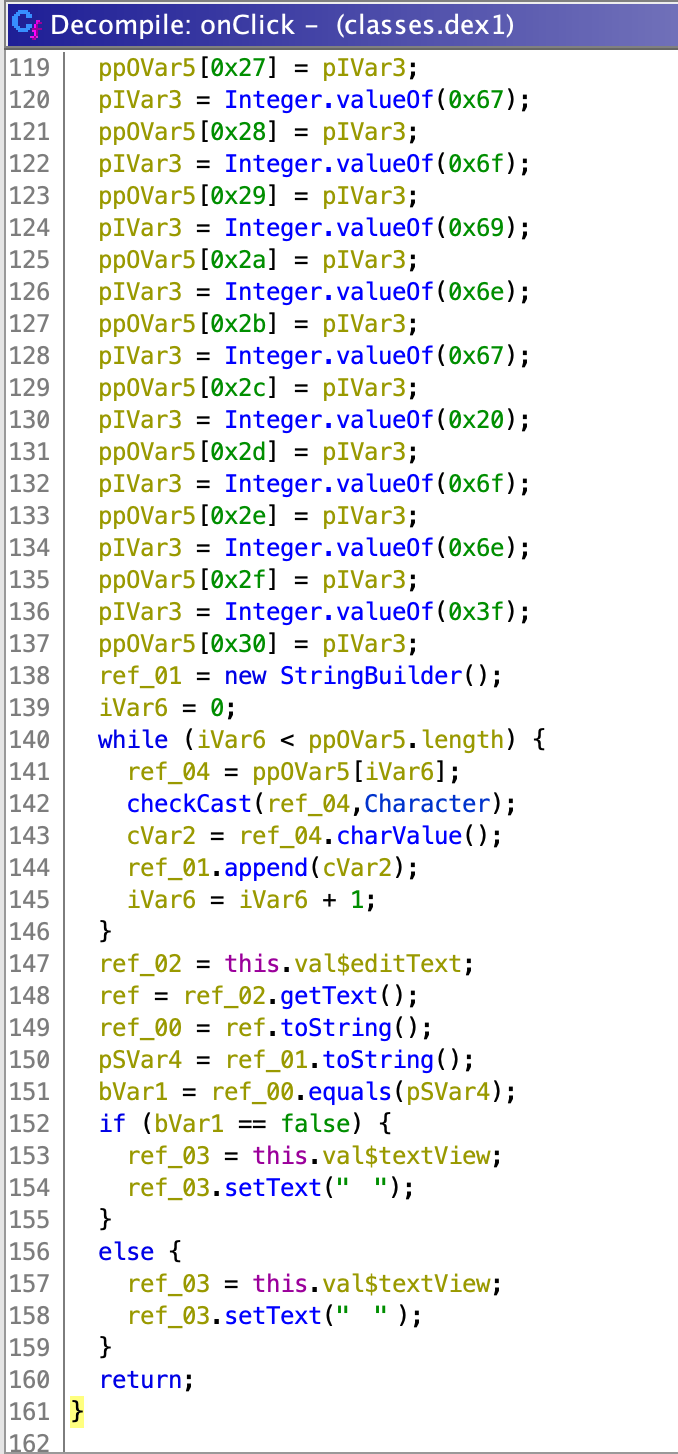 Decompile: onClick – (classes.dex1)
119 ppOVar5[0x27] = pIVar3;
120 pIVar3 = Integer.valueOf(0x67);
121 ppOVar5[0x28] = pIVar3;
122 pIVar3 = Integer.valueOf(0x6f);
123 ppOVar5[0x29] = pIVar3;
124 pIVar3 = Integer.valueOf(0x69);
125 ppOVar5[0x2a] = pIVar3;
126 pIVar3 = Integer.valueOf(0x6e);
127 ppOVar5[0x2b] = pIVar3;
128 pIVar3 = Integer.valueOf(0x67);
129 ppOVar5[0x2c] = pIVar3;
130 pIVar3 = Integer.valueOf(0x20);
131 ppOVar5[0x2d] = pIVar3;
132 pIVar3 = Integer.valueOf(0x6f);
133 ppOVar5[0x2e] = pIVar3;
134 pIVar3 = Integer.valueOf(0x6e);
135 ppOVar5[0x2f] = pIVar3;
136 pIVar3 = Integer.valueOf(0x3f);
137 ppOVar5[0x30] = pIVar3;
138 ref_01 = new StringBuilder();
139 iVar6 = 0;
140 while (iVar6 < ppOVar5.length) {
141 ref_04 = ppOVar5[iVar6];
142 checkCast(ref_04,Character);
143 cVar2 = ref_04.charValue();
144 ref_01.append(cVar2);
145 iVar6 = iVar6 + 1;
146 }
147 ref_02 = this.val$editText;
148 ref = ref_02.getText();
149 ref_00 = ref.toString();
150 pSVar4 = ref_01.toString();
151 bVar1 = ref_00.equals(pSVar4);
152 if (bVar1 == false) {
153 ref_03 = this.val$textView;
154 ref_03.setText("  ");
155 }
156 else {
157 ref_03 = this.val$textView;
158 ref_03.setText("  " );
159 }
160 return;
161 }
162